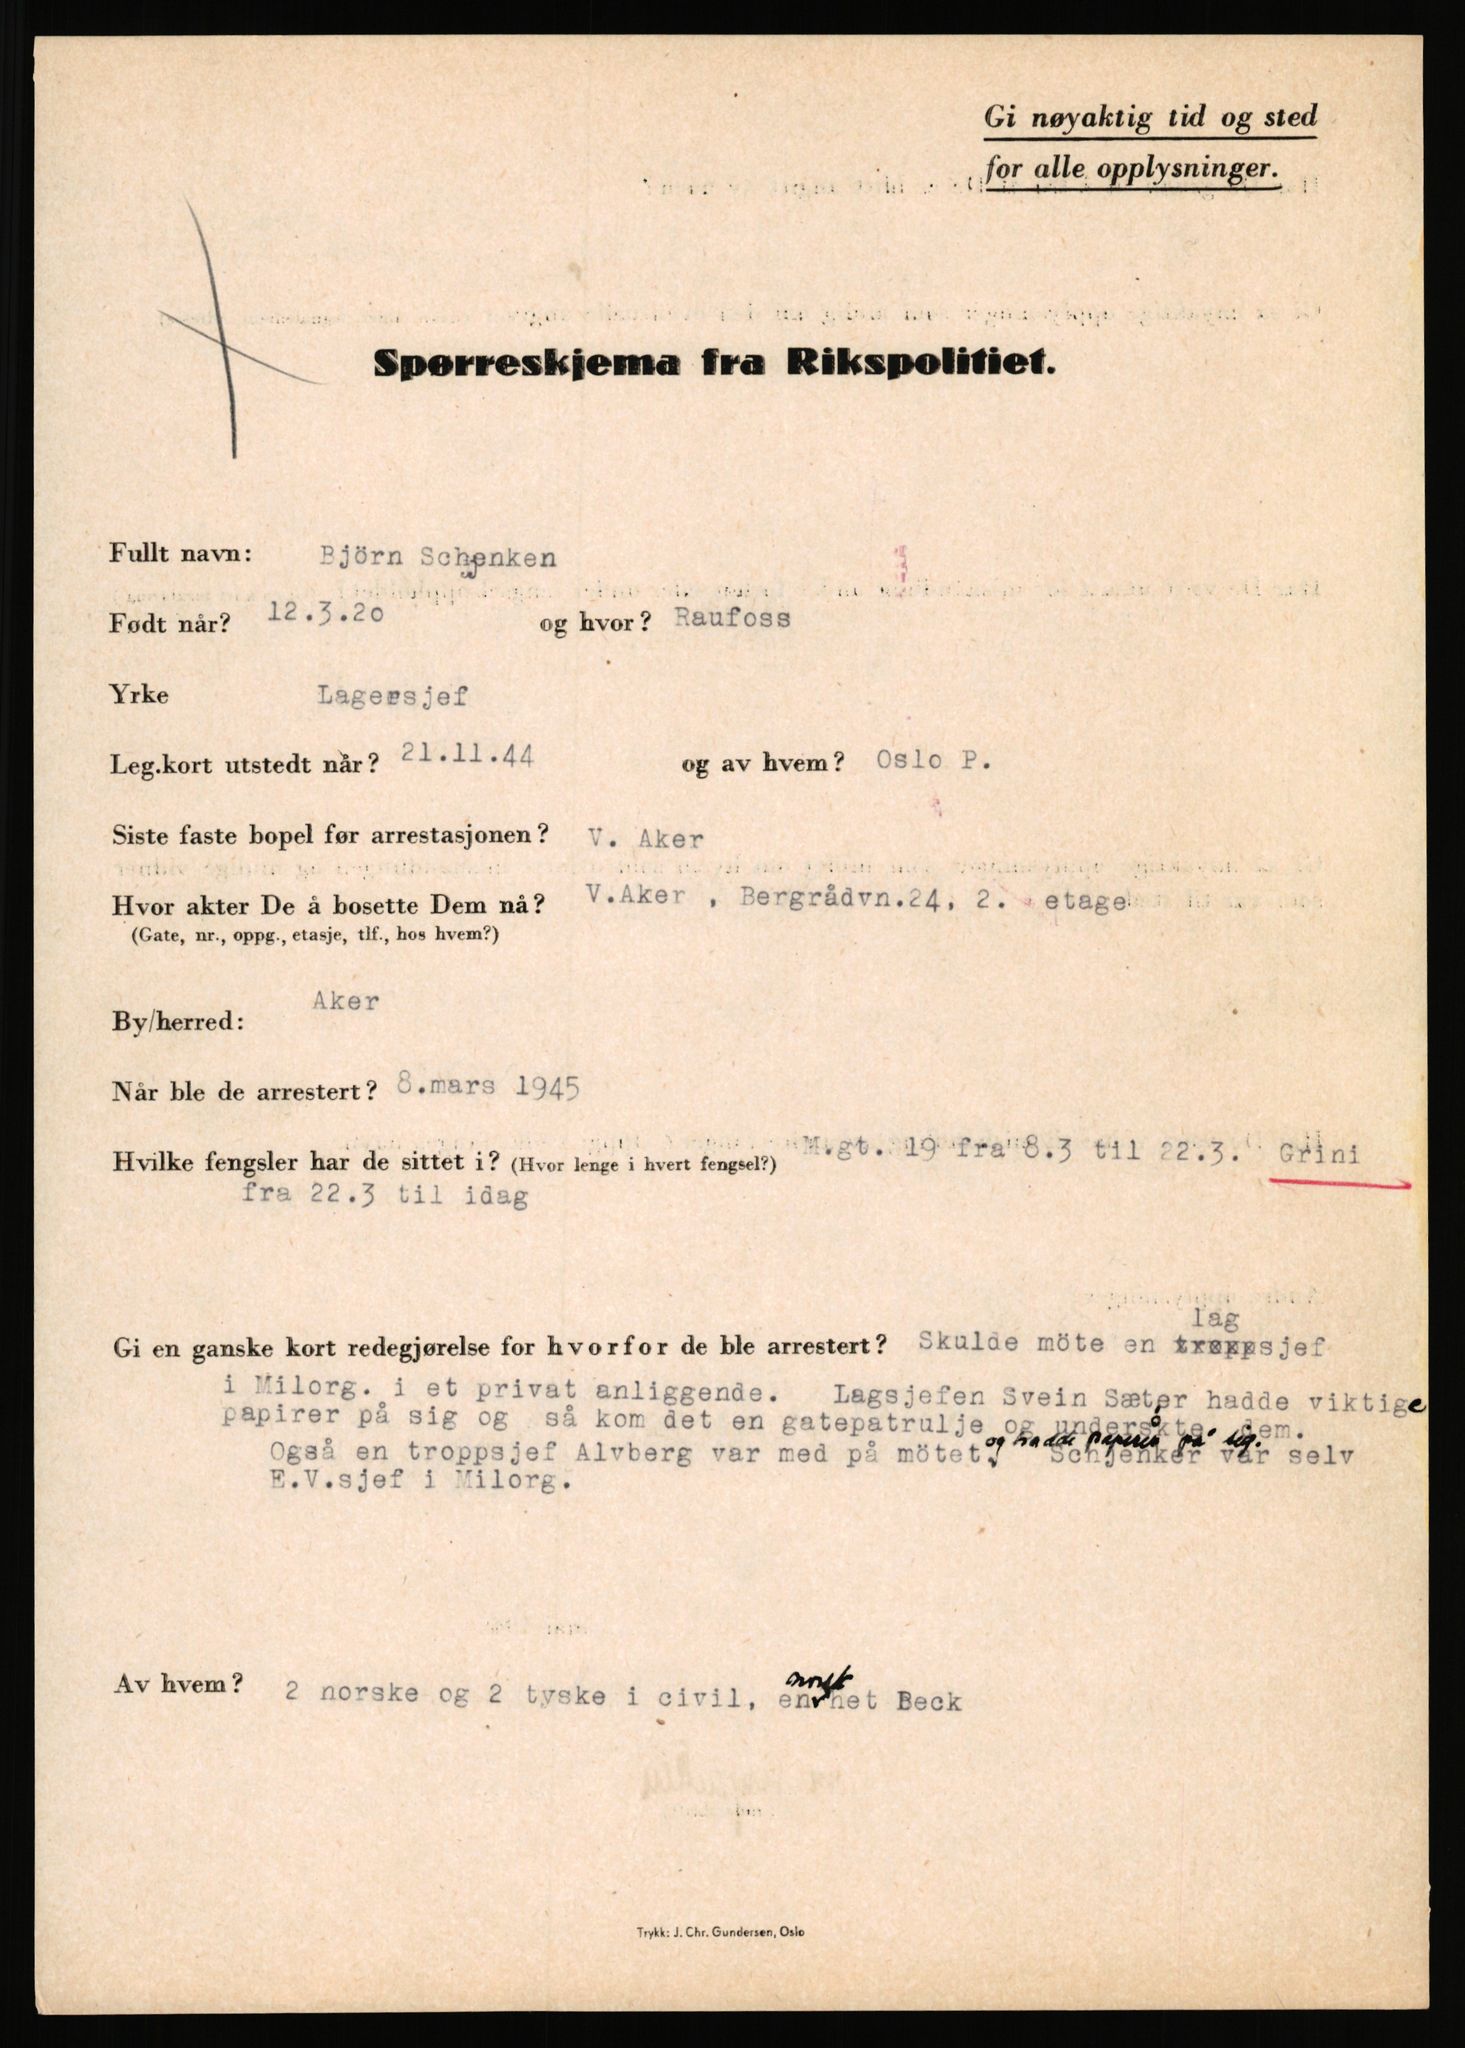 Gi nøyaktig tid og sted
for alle opplysninger.
Spørreskjema fra Rikspolitiet.
Fullt navn: Björn Schjenken
Født når? 12.3.20 og hvor? Raufoss
Yrke Lagersjef
Leg.kort utstedt når? 21.11.44 og av hvem? Oslo P.
Siste faste bopel før arrestasjonen? V. Aker
Hvor akter De å bosette Dem nå? V.Aker , Bergrådvn.24, 2. etage
(Gate, nr., oppg., etasje, tlf., hos hvem?)
By/herred: Aker
Når ble de arrestert? 8.mars 1945
Hvilke fengsler har de sittet i? (Hvor lenge i hvert fengsel?) M.gt. 19 fra 8.3 til 22.3. Grini
fra 22.3 til idag
lag
Gi en ganske kort redegjørelse for hvorfor de ble arrestert? Skulde möte en troppsjef
i Milorg. i et privat anliggende. Lagsjefen Svein Sæter hadde viktige
papirer på sig og så kom det en gatepatrulje og undersökte dem.
og hadde papirer på sig.
Også en troppsjef Alvberg var med på mötet. Schjenker var selv
E.V.sjef i Milorg.
norsk
Av hvem? 2 norske og 2 tyske i civil, en het Beck
Trykk: J. Chr. Gundersen, Oslo